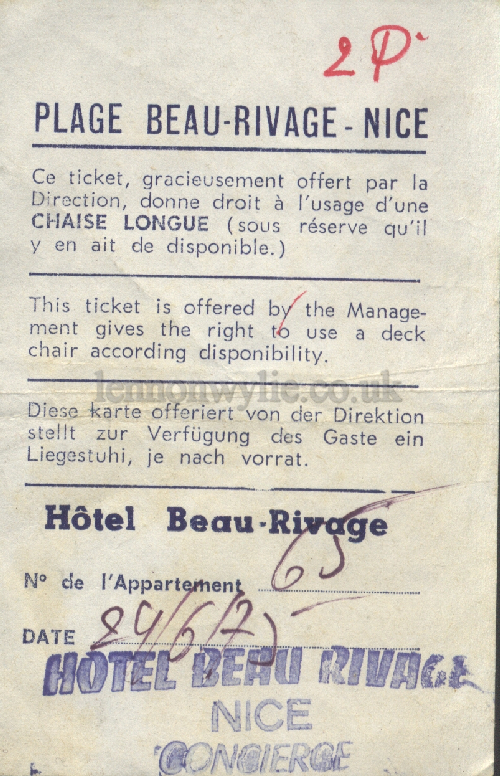 2 P.
PLAGE BEAU-RIVAGE - NICE
Ce ticket, gracieusement offert par la
Direction, donne droit à l'usage d'une
CHAISE LONGUE (sous réserve qu'il
y en ait de disponible.)
This ticket is offered by the Manage-
ment gives the right to use a deck
chair according disponibility.
lennonwylie.co.uk
Diese karte offeriert von der Direktion
stellt zur Verfügung des Gaste ein
Liegestuhi, je nach vorrat.
Hôtel Beau-Rivage
N° de l'Appartement 65
DATE 24/6/75
HÔTEL BEAU RIVAGE
NICE
CONCIERGE